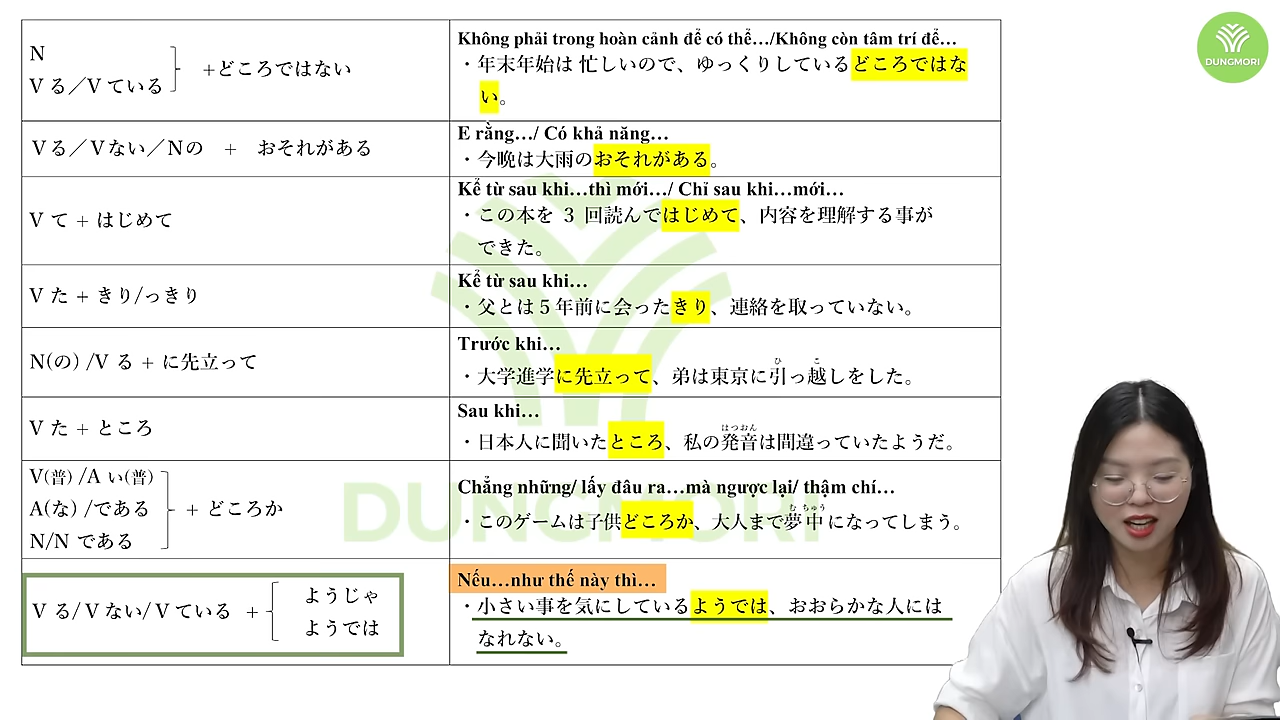 N
V る／V ている
+どころではない
Không phải trong hoàn cảnh để có thể…/Không còn tâm trí để…
・年末年始は 忙しいので、ゆっくりしているどころではな
い。
Vる／Vない／Nの + おそれがある
E rằng…/ Có khả năng…
・今晩は大雨のおそれがある。
V て + はじめて
Kể từ sau khi…thì mới…/ Chỉ sau khi…mới…
・この本を 3 回読んではじめて、内容を理解する事が
できた。
V た + きり/っきり
Kể từ sau khi…
・父とは５年前に会ったきり、連絡を取っていない。
N(の) /V る + に先立って
Trước khi…
ひ こ
・大学進学に先立って、弟は東京に引っ越しをした。
V た + ところ
Sau khi…
はつおん
・日本人に聞いたところ、私の発音は間違っていたようだ。
V(普) /A い(普)
A(な) /である
N/N である
+ どころか
Chẳng những/ lấy đâu ra…mà ngược lại/ thậm chí…
む ちゅう
・このゲームは子供どころか、大人まで夢中になってしまう。
V る/ V ない/ V ている +
ようじゃ
ようでは
Nếu…như thế này thì…
・小さい事を気にしているようでは、おおらかな人には
なれない。
DUNGMORI
DUNGMORI